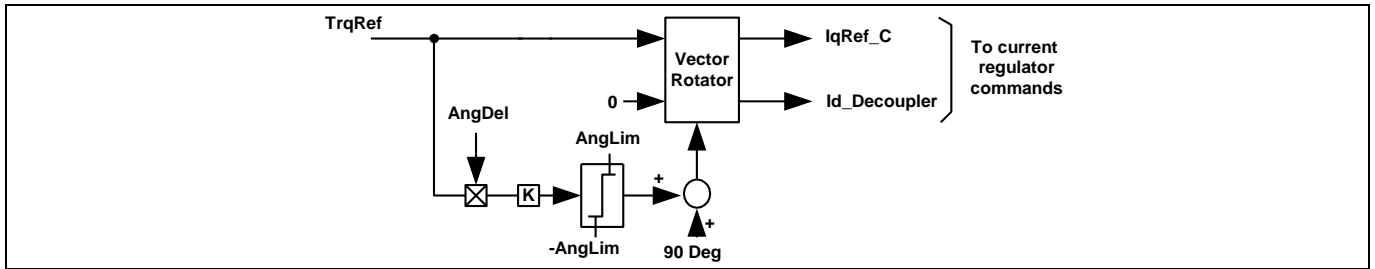 TrqRef
IqRef_C
Vector
Rotator
To current
regulator
commands
0
Id_Decoupler
AngDel
AngLim
K
+
+
-AngLim
90 Deg